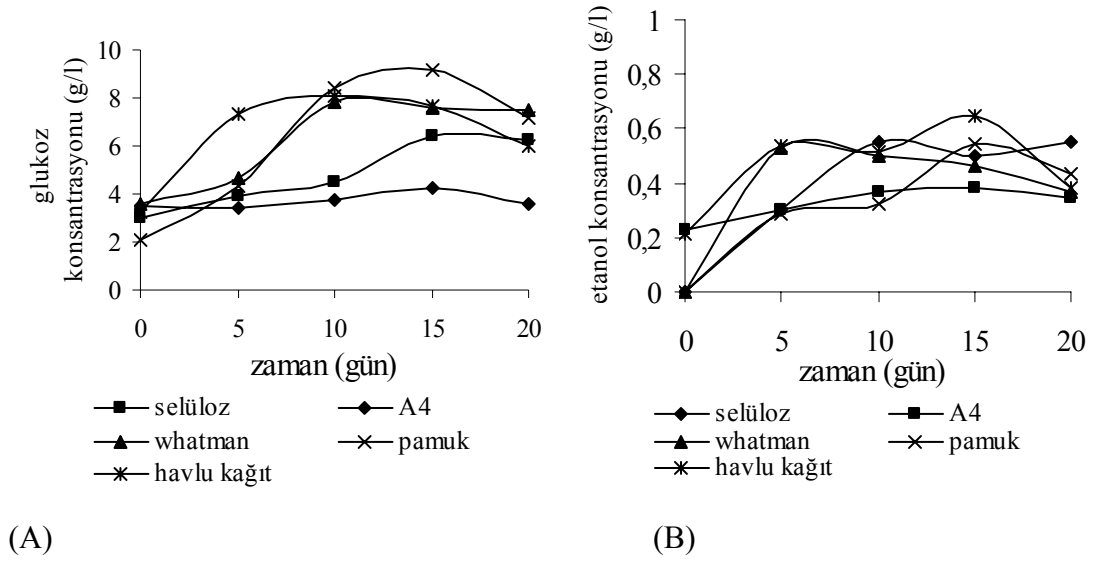 glukoz
konsantrasyonu (g/l)
10
8
6
4
2
0
0 5 10 15 20
zaman (gün)
selüloz A4
whatman pamuk
havlu kağıt
(A)
etanol konsantrasyonu (g/l)
1
0,8
0,6
0,4
0,2
0
0 5 10 15 20
zaman (gün)
selüloz A4
whatman pamuk
havlu kağıt
(B)